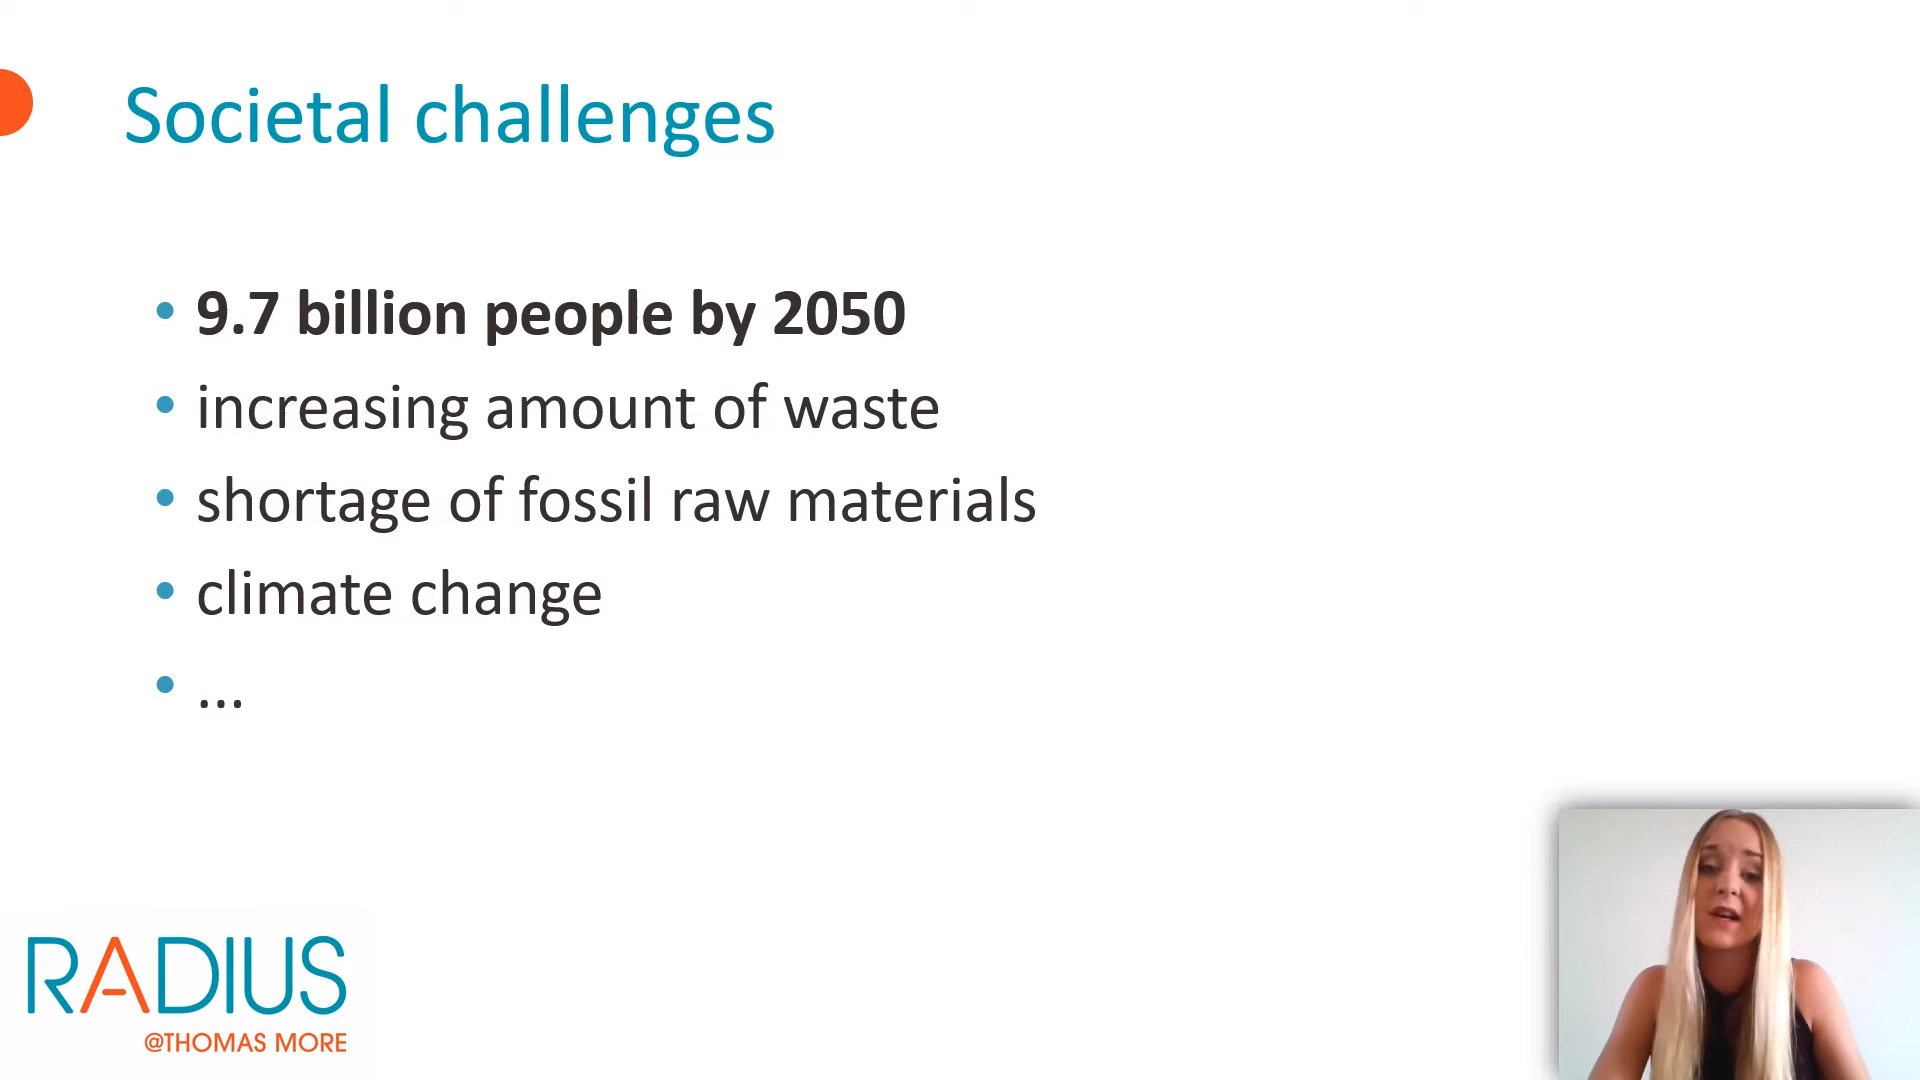 Societal challenges
• 9.7 billion people by 2050
• increasing amount of waste
• shortage of fossil raw materials
• climate change
• ...
RADIUS
@THOMAS MORE